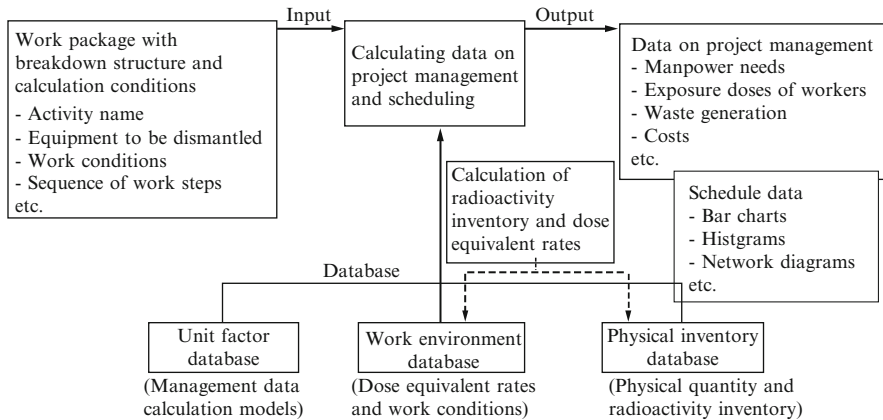 Input
Output
Work package with
breakdown structure and
calculation conditions
- Activity name
- Equipment to be dismantled
- Work conditions
- Sequence of work steps
etc.
Calculating data on
project management
and scheduling
Data on project management
- Manpower needs
- Exposure doses of workers
- Waste generation
- Costs
etc.
Calculation of
radioactivity
inventory and dose
equivalent rates
Schedule data
- Bar charts
- Histgrams
- Network diagrams
etc.
Database
Unit factor
database
(Management data
calculation models)
Work environment
database
(Dose equivalent rates
and work conditions)
Physical inventory
database
(Physical quantity and
radioactivity inventory)